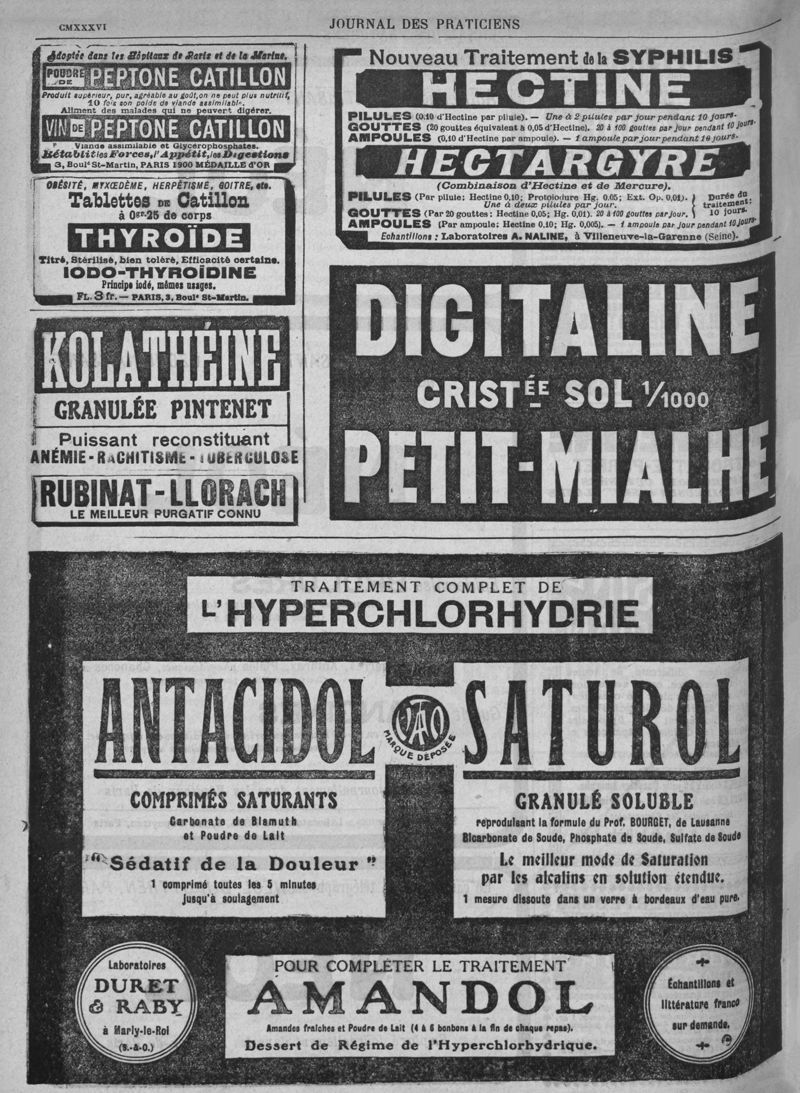 CMXXXVI
JOURNAL DES PRATICIENS
Adoptée dans les Hôpitaux de Paris et de la Marine.
POUDRE DE PEPTONE CATILLON
Produit supérieur, pur, agréable au goût, on ne peut plus nutritif,
10 fois son poids de viande assimilable.
Aliment des malades qui ne peuvent digérer.
VIN DE PEPTONE CATILLON
Viande assimilable et Glycérophosphates.
Rétablit les Forces, l'Appétit, les Digestions
3, Boulᵈ St-Martin, PARIS 1900 MÉDAILLE D'OR
OBÉSITÉ, MYXŒDÈME, HERPÉTISME, GOITRE, etc.
Tablettes DE Catillon
à 0gr.25 de corps
THYROÏDE
Titré, Stérilisé, bien toléré, Efficacité certaine.
IODO-THYROÏDINE
Principe iodé, mêmes usages.
FL. 3 fr. — PARIS, 3, Boulᵈ St-Martin.
KOLATHÉINE
GRANULÉE PINTENET
Puissant reconstituant
ANÉMIE - RACHITISME - TUBERCULOSE
RUBINAT-LLORACH
LE MEILLEUR PURGATIF CONNU
Nouveau Traitement de la SYPHILIS
HECTINE
PILULES (0,10 d'Hectine par pilule). — Une à 2 pilules par jour pendant 10 jours.
GOUTTES (20 gouttes équivalent à 0,05 d'Hectine). 20 à 100 gouttes par jour pendant 10 jours.
AMPOULES (0,10 d'Hectine par ampoule). — 1 ampoule par jour pendant 10 jours.
HECTARGYRE
(Combinaison d'Hectine et de Mercure).
PILULES (Par pilule: Hectine 0,10; Protoiodure Hg. 0,05; Ext. Op. 0,01).
Une à deux pilules par jour.
GOUTTES (Par 20 gouttes: Hectine 0,05; Hg. 0,01). 20 à 100 gouttes par jour.
Durée du
traitement:
10 jours.
AMPOULES (Par ampoule: Hectine 0,10; Hg. 0,005). — 1 ampoule par jour pendant 10 jours.
Echantillons: Laboratoires A. NALINE, à Villeneuve-la-Garenne (Seine).
DIGITALINE
CRISTÉE SOL 1/1000
PETIT-MIALHE
TRAITEMENT COMPLET DE
L'HYPERCHLORHYDRIE
ANTACIDOL
MARQUE DÉPOSÉE
SATUROL
COMPRIMÉS SATURANTS
Carbonate de Bismuth
et Poudre de Lait
"Sédatif de la Douleur"
1 comprimé toutes les 5 minutes
jusqu'à soulagement
GRANULÉ SOLUBLE
reproduisant la formule du Prof. BOURGET, de Lausanne
Bicarbonate de Soude, Phosphate de Soude, Sulfate de Soude
Le meilleur mode de Saturation
par les alcalins en solution étendue.
1 mesure dissoute dans un verre à bordeaux d'eau pure.
Laboratoires
DURET
& RABY
à Marly-le-Roi
(S.-&-O.)
POUR COMPLÉTER LE TRAITEMENT
AMANDOL
Amandes fraîches et Poudre de Lait (4 à 6 bonbons à la fin de chaque repas).
Dessert de Régime de l'Hyperchlorhydrique.
Échantillons et
littérature franco
sur demande.